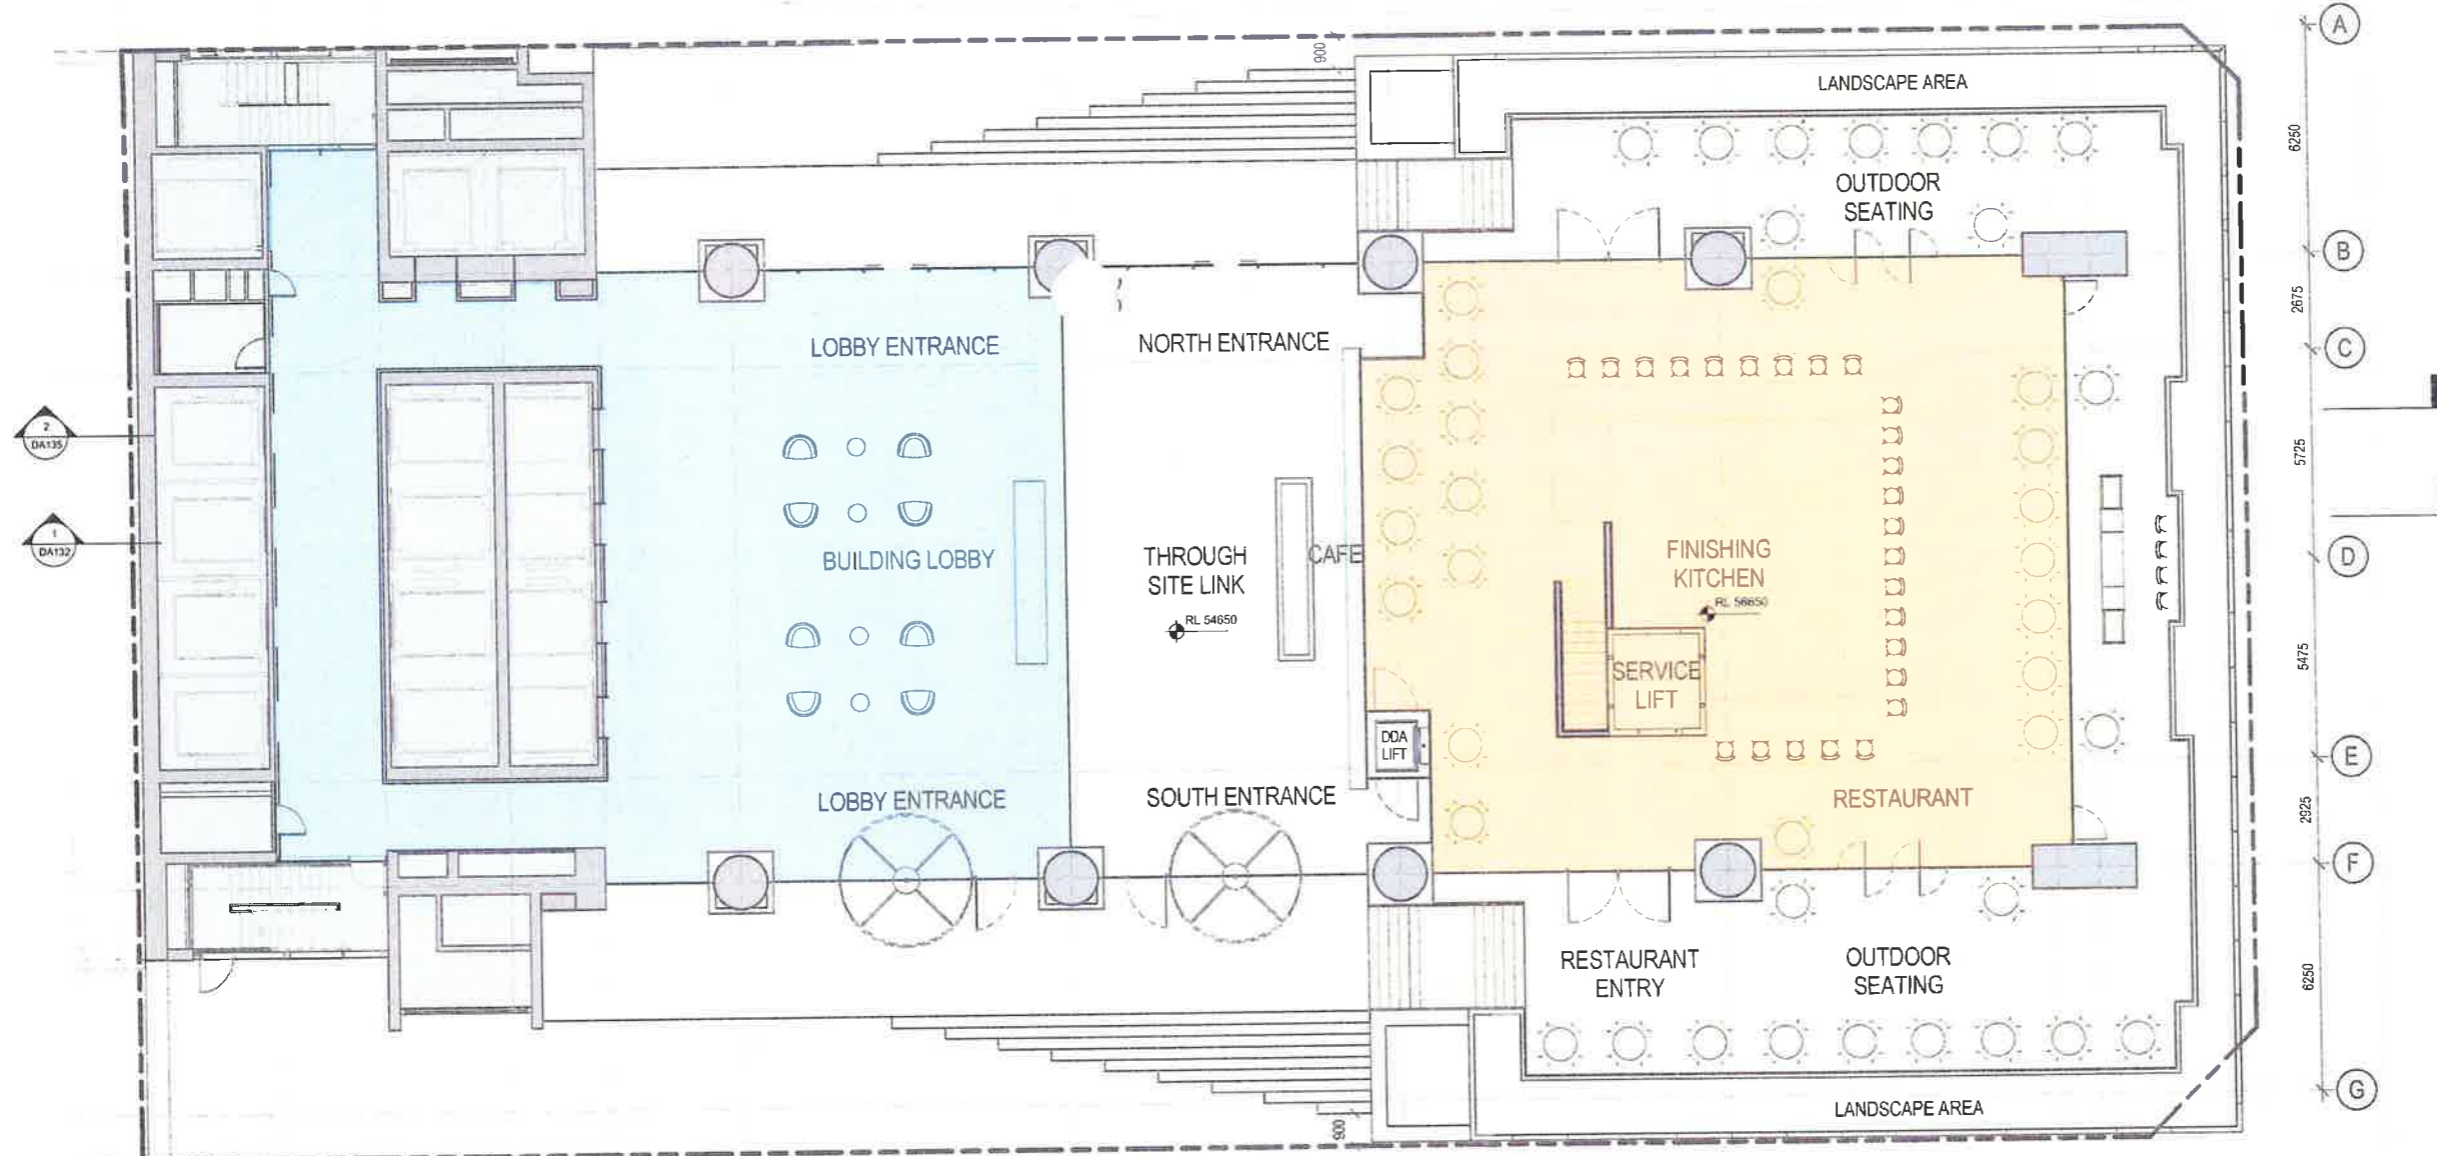 A
900
LANDSCAPE AREA
6250
OUTDOOR
SEATING
B
2675
LOBBY ENTRANCE
NORTH ENTRANCE
C
2
DA135
5725
1
DA132
BUILDING LOBBY
THROUGH
SITE LINK
CAFE
FINISHING
KITCHEN
D
RL 54650
RL 56650
SERVICE
LIFT
5475
DDA
LIFT
E
LOBBY ENTRANCE
SOUTH ENTRANCE
RESTAURANT
2925
F
RESTAURANT
ENTRY
OUTDOOR
SEATING
6250
G
LANDSCAPE AREA
900